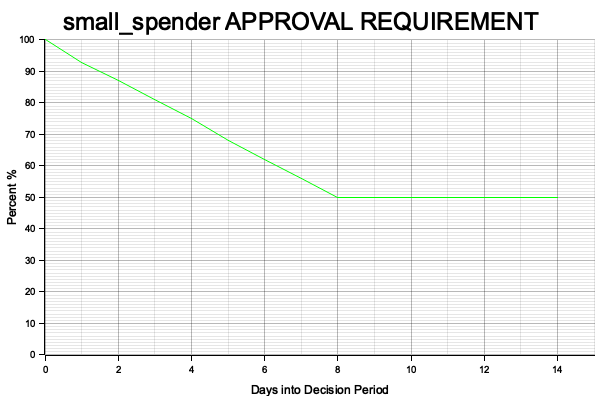 small_spender APPROVAL REQUIREMENT
100
90
80
70
60
50
40
30
20
10
0
Percent %
0 2 4 6 8 10 12 14
Days into Decision Period